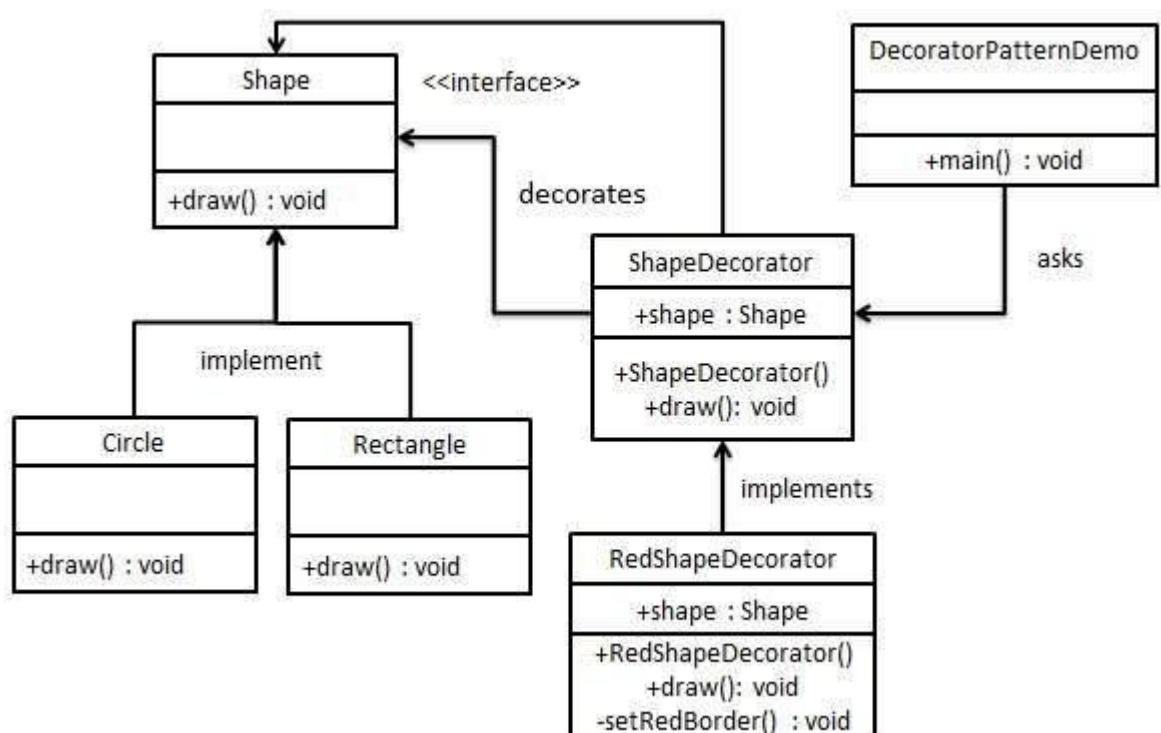 Shape
<<interface>>
+draw() : void
DecoratorPatternDemo
+main() : void
decorates
asks
ShapeDecorator
+shape : Shape
+ShapeDecorator()
+draw(): void
implement
Circle
+draw() : void
Rectangle
+draw() : void
implements
RedShapeDecorator
+shape : Shape
+RedShapeDecorator()
+draw(): void
-setRedBorder() : void